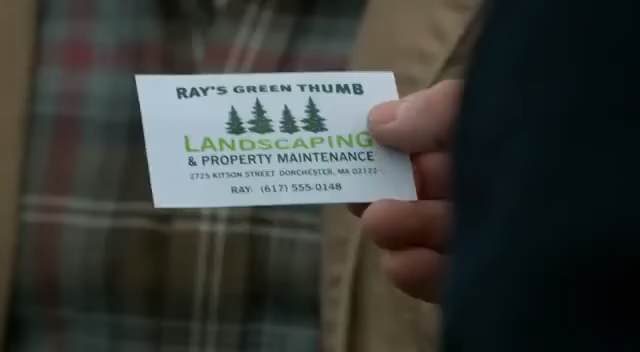 RAY'S GREEN THUMB
LANDSCAPING
& PROPERTY MAINTENANCE
2725 KITSON STREET DORCHESTER, MA 02122
RAY: (617) 555-0148